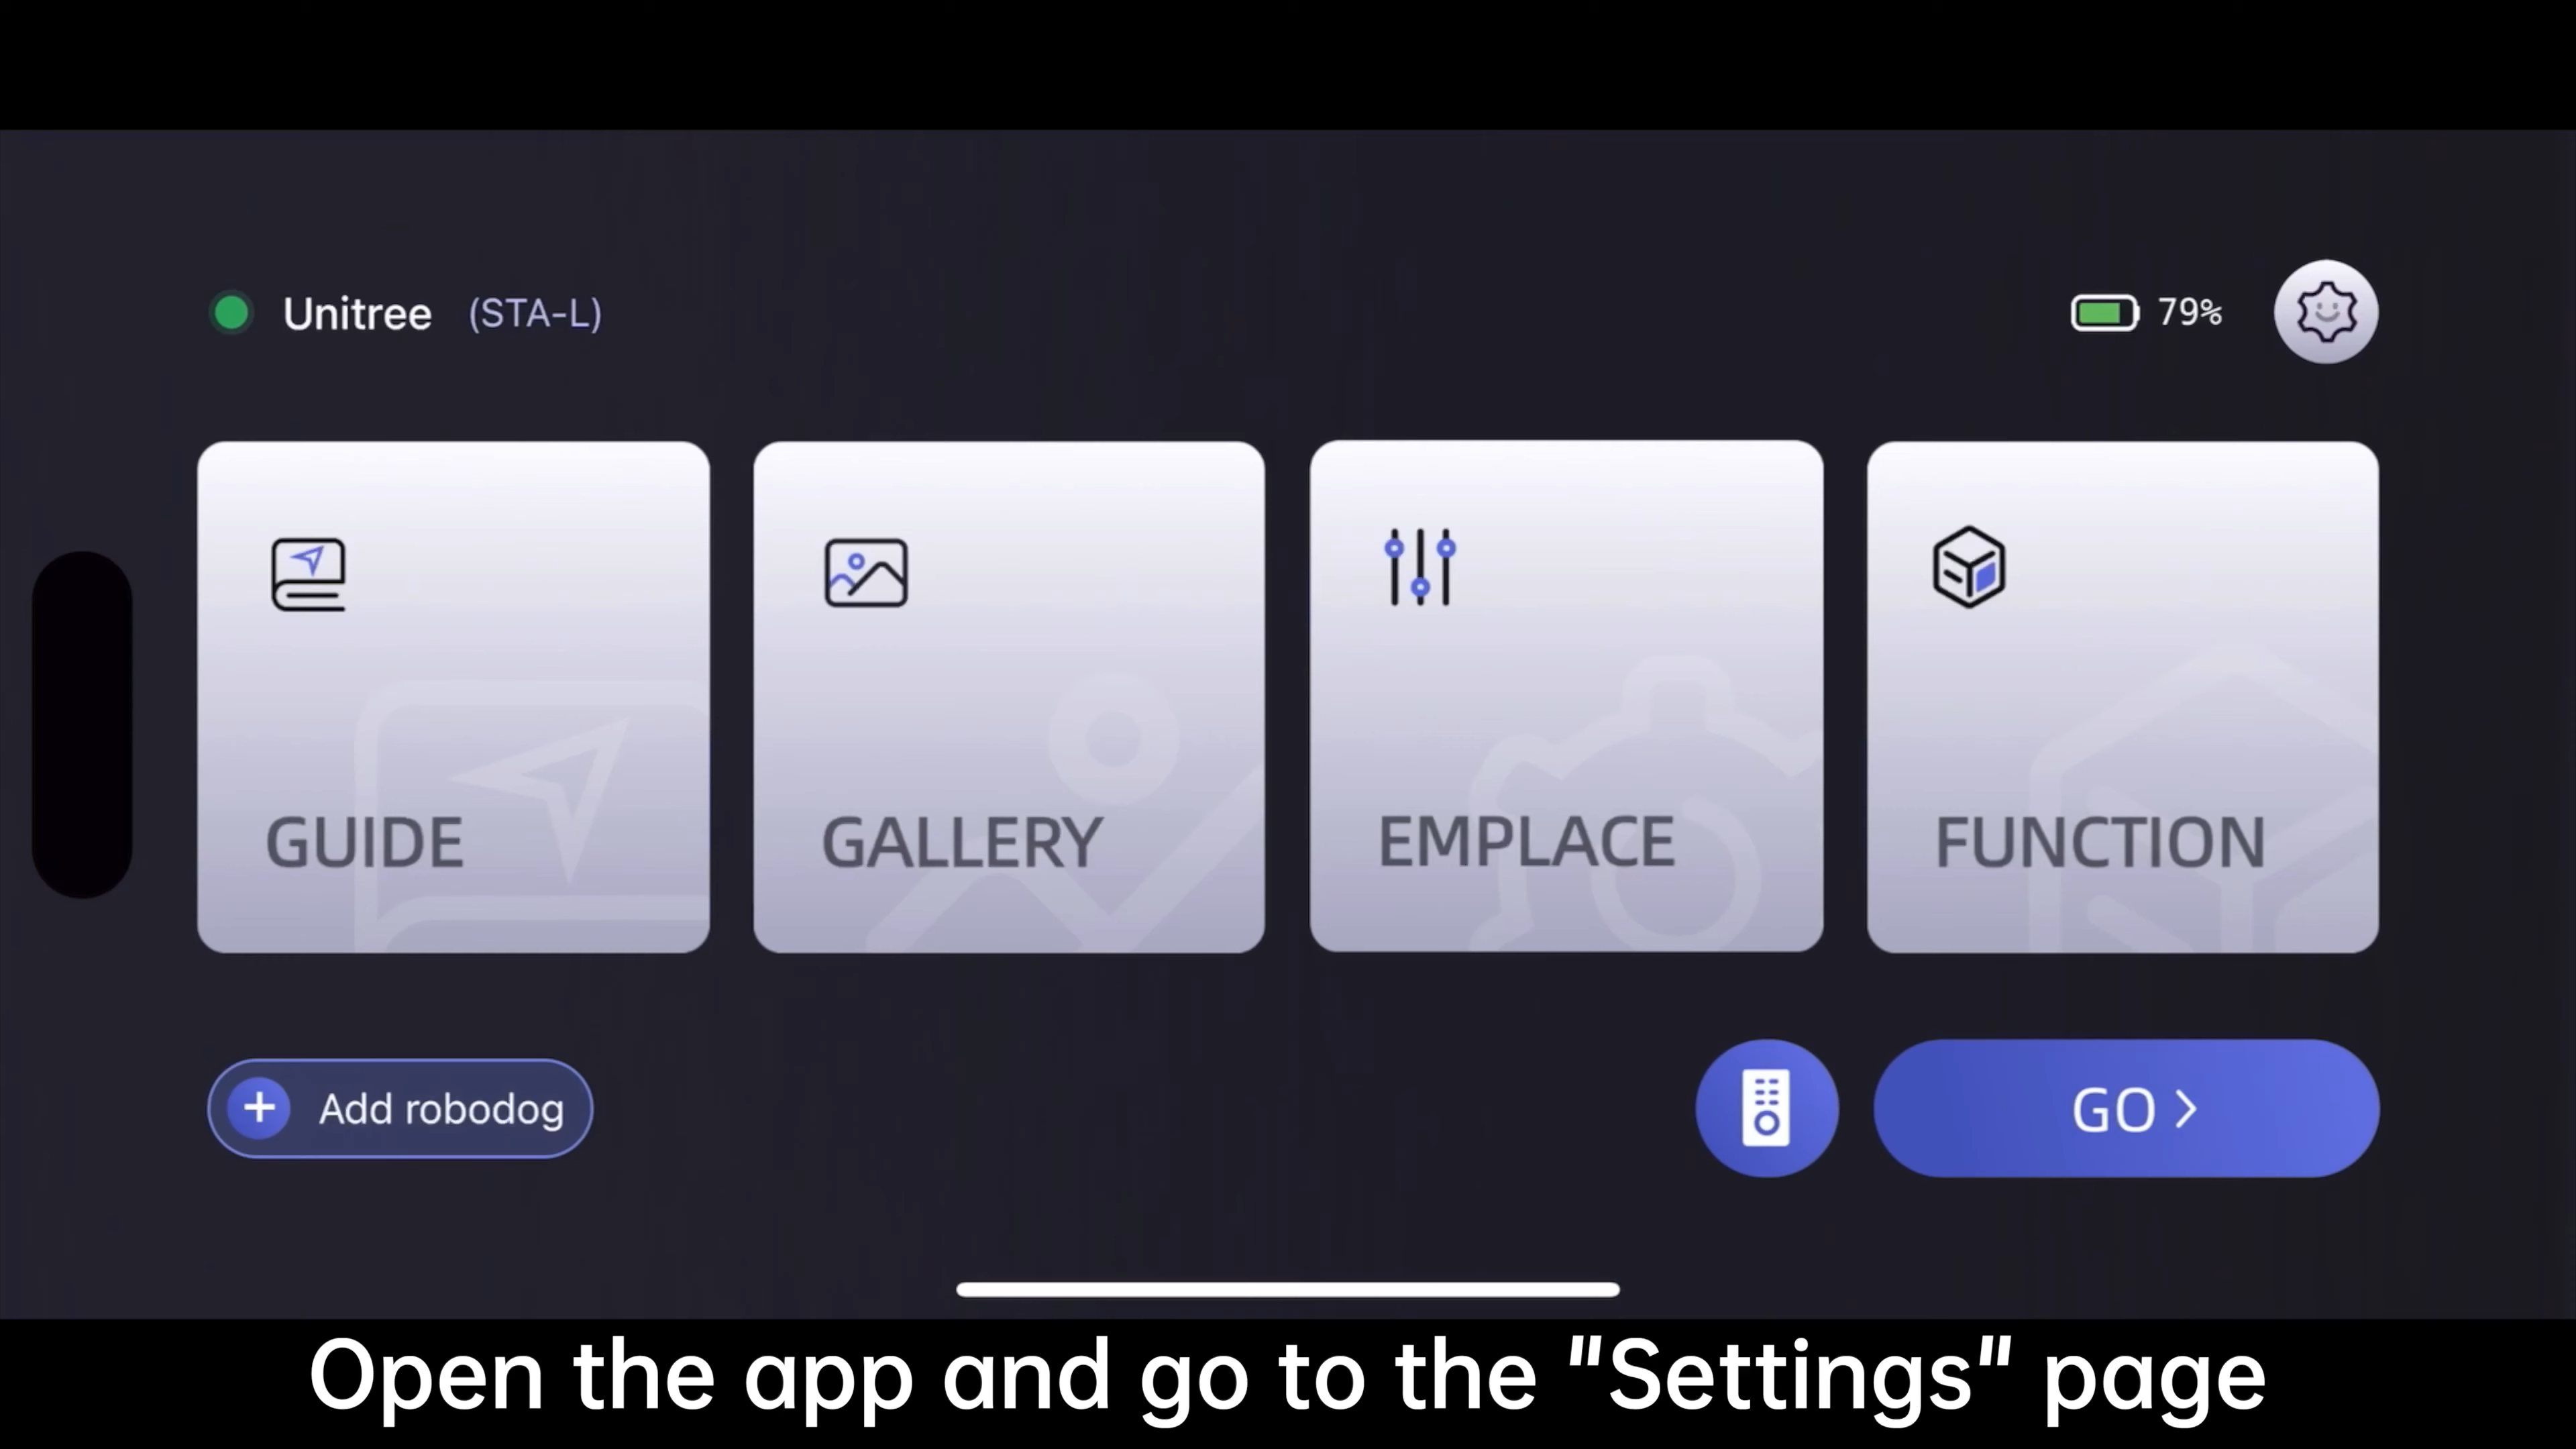 Unitree (STA-L)
79%
GUIDE
GALLERY
EMPLACE
FUNCTION
Add robodog
GO
Open the app and go to the "Settings" page